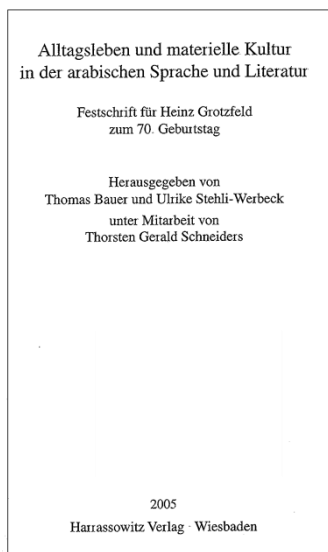 Alltagsleben und materielle Kultur
in der arabischen Sprache und Literatur
Festschrift für Heinz Grotzfeld
zum 70. Geburtstag
Herausgegeben von
Thomas Bauer und Ulrike Stehli-Werbeck
unter Mitarbeit von
Thorsten Gerald Schneiders
2005
Harrassowitz Verlag · Wiesbaden